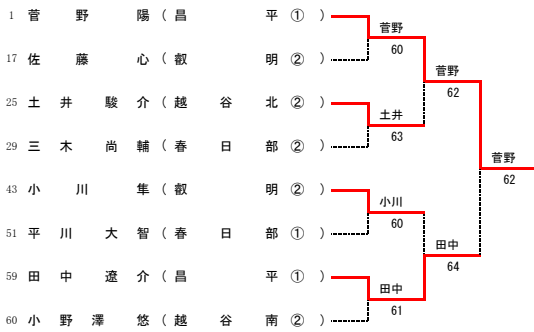 1 菅野陽(昌平①)
菅野
60
17 佐藤心(叡明②)
菅野
62
25 土井駿介(越谷北②)
土井
63
29 三木尚輔(春日部②)
菅野
62
43 小川隼(叡明②)
小川
60
51 平川大智(春日部①)
田中
64
59 田中遼介(昌平①)
田中
61
60 小野澤悠(越谷南②)